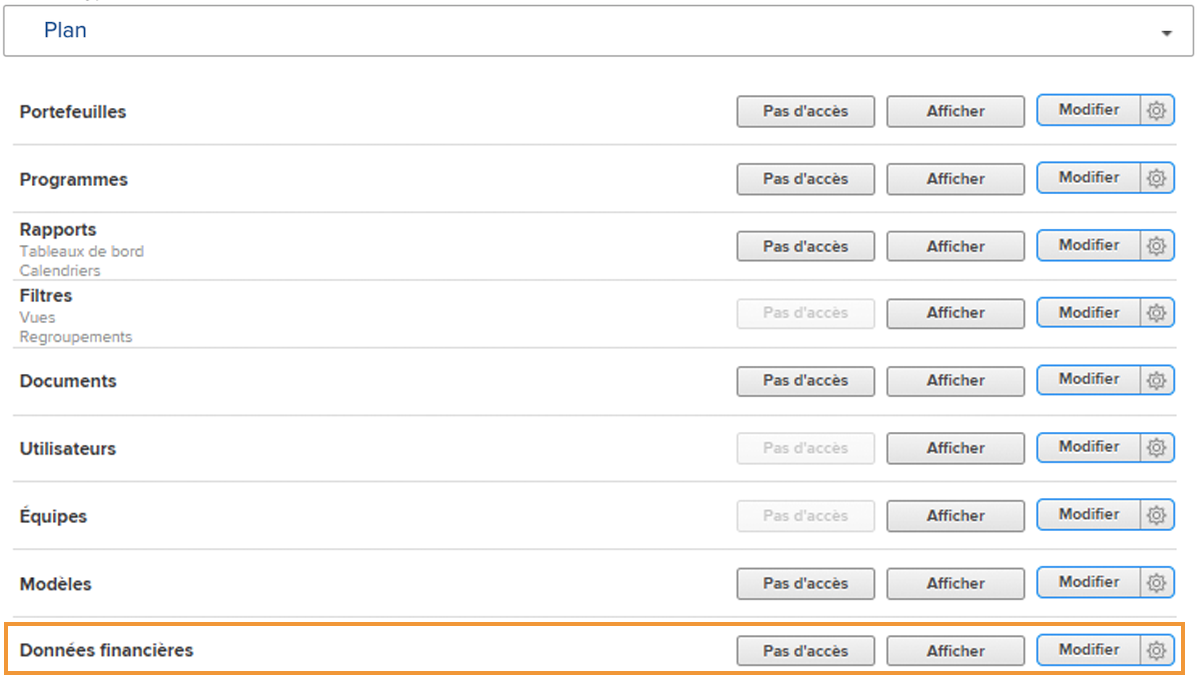 Plan
Portefeuilles Pas d'accès Afficher Modifier
Programmes Pas d'accès Afficher Modifier
Rapports
Tableaux de bord Pas d'accès Afficher Modifier
Calendriers
Filtres
Vues Pas d'accès Afficher Modifier
Regroupements
Documents Pas d'accès Afficher Modifier
Utilisateurs Pas d'accès Afficher Modifier
Équipes Pas d'accès Afficher Modifier
Modèles Pas d'accès Afficher Modifier
Données financières Pas d'accès Afficher Modifier